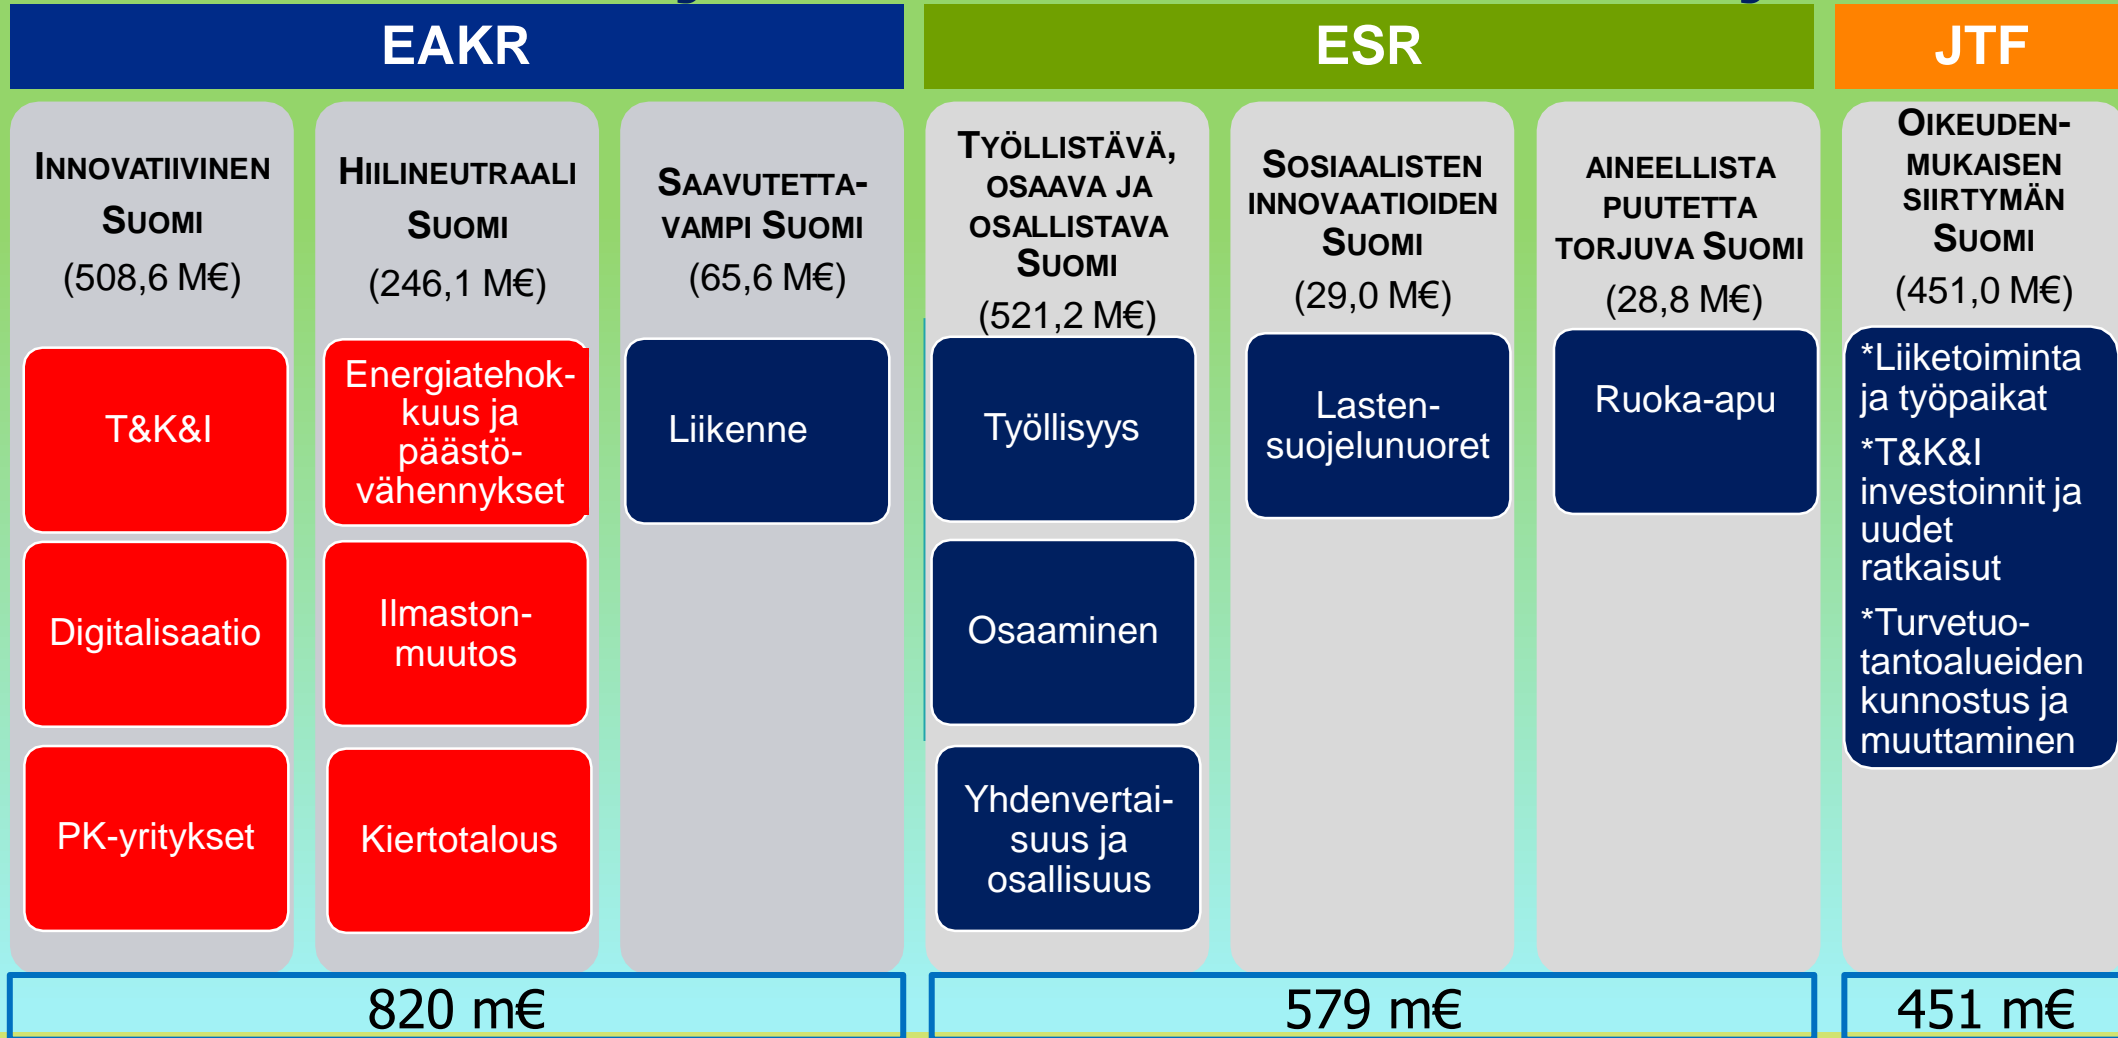 EAKR
INNOVATIIVINEN
SUOMI
(508,6 M€)
T&K&I
Digitalisaatio
PK-yritykset
HIILINEUTRAALI
SUOMI
(246,1 M€)
Energiatehok-
kuus ja
päästö-
vähennykset
Ilmaston-
muutos
Kiertotalous
SAAVUTETTA-
VAMPI SUOMI
(65,6 M€)
Liikenne
820 m€
ESR
TYÖLLISTÄVÄ,
OSAAVA JA
OSALLISTAVA
SUOMI
(521,2 M€)
Työllisyys
Osaaminen
Yhdenvertai-
suus ja
osallisuus
SOSIAALISTEN
INNOVAATIOIDEN
SUOMI
(29,0 M€)
Lasten-
suojelunuoret
AINEELLISTA
PUUTETTA
TORJUVA SUOMI
(28,8 M€)
Ruoka-apu
579 m€
JTF
OIKEUDEN-
MUKAISEN
SIIRTYMÄN
SUOMI
(451,0 M€)
*Liiketoiminta
ja työpaikat
*T&K&I
investoinnit ja
uudet
ratkaisut
*Turvetuo-
tantoalueiden
kunnostus ja
muuttaminen
451 m€